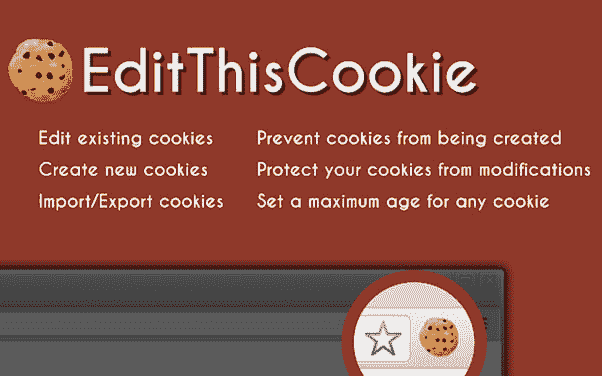 EditThisCookie
Edit existing cookies
Create new cookies
Import/Export cookies
Prevent cookies from being created
Protect your cookies from modifications
Set a maximum age for any cookie